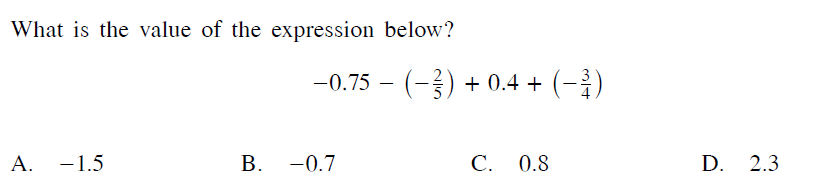 What is the value of the expression below?
−0.75 − (−2/5) + 0.4 + (−3/4)
A. −1.5 B. −0.7 C. 0.8 D. 2.3